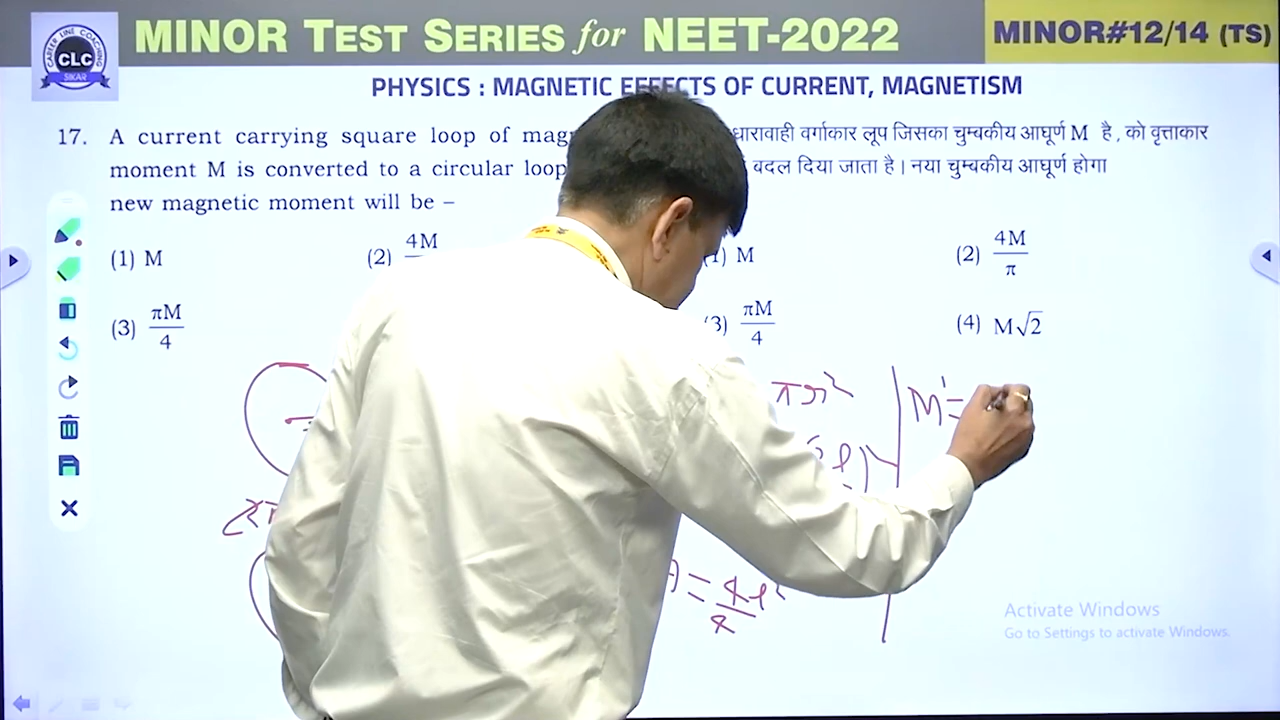 CAREER LINE COACHING
CLC
SIKAR
MINOR TEST SERIES for NEET-2022
MINOR#12/14 (TS)
PHYSICS : MAGNETIC EFFECTS OF CURRENT, MAGNETISM
17. A current carrying square loop of mag
moment M is converted to a circular loop
new magnetic moment will be –
(1) M
(2) 4M
(3) πM/4
धारावाही वर्गाकार लूप जिसका चुम्बकीय आघूर्ण M है , को वृत्ताकार
बदल दिया जाता है। नया चुम्बकीय आघूर्ण होगा
1) M
(2) 4M/π
(3) πM/4
(4) M√2
πr²
M'=
= 4l²
Activate Windows
Go to Settings to activate Windows.